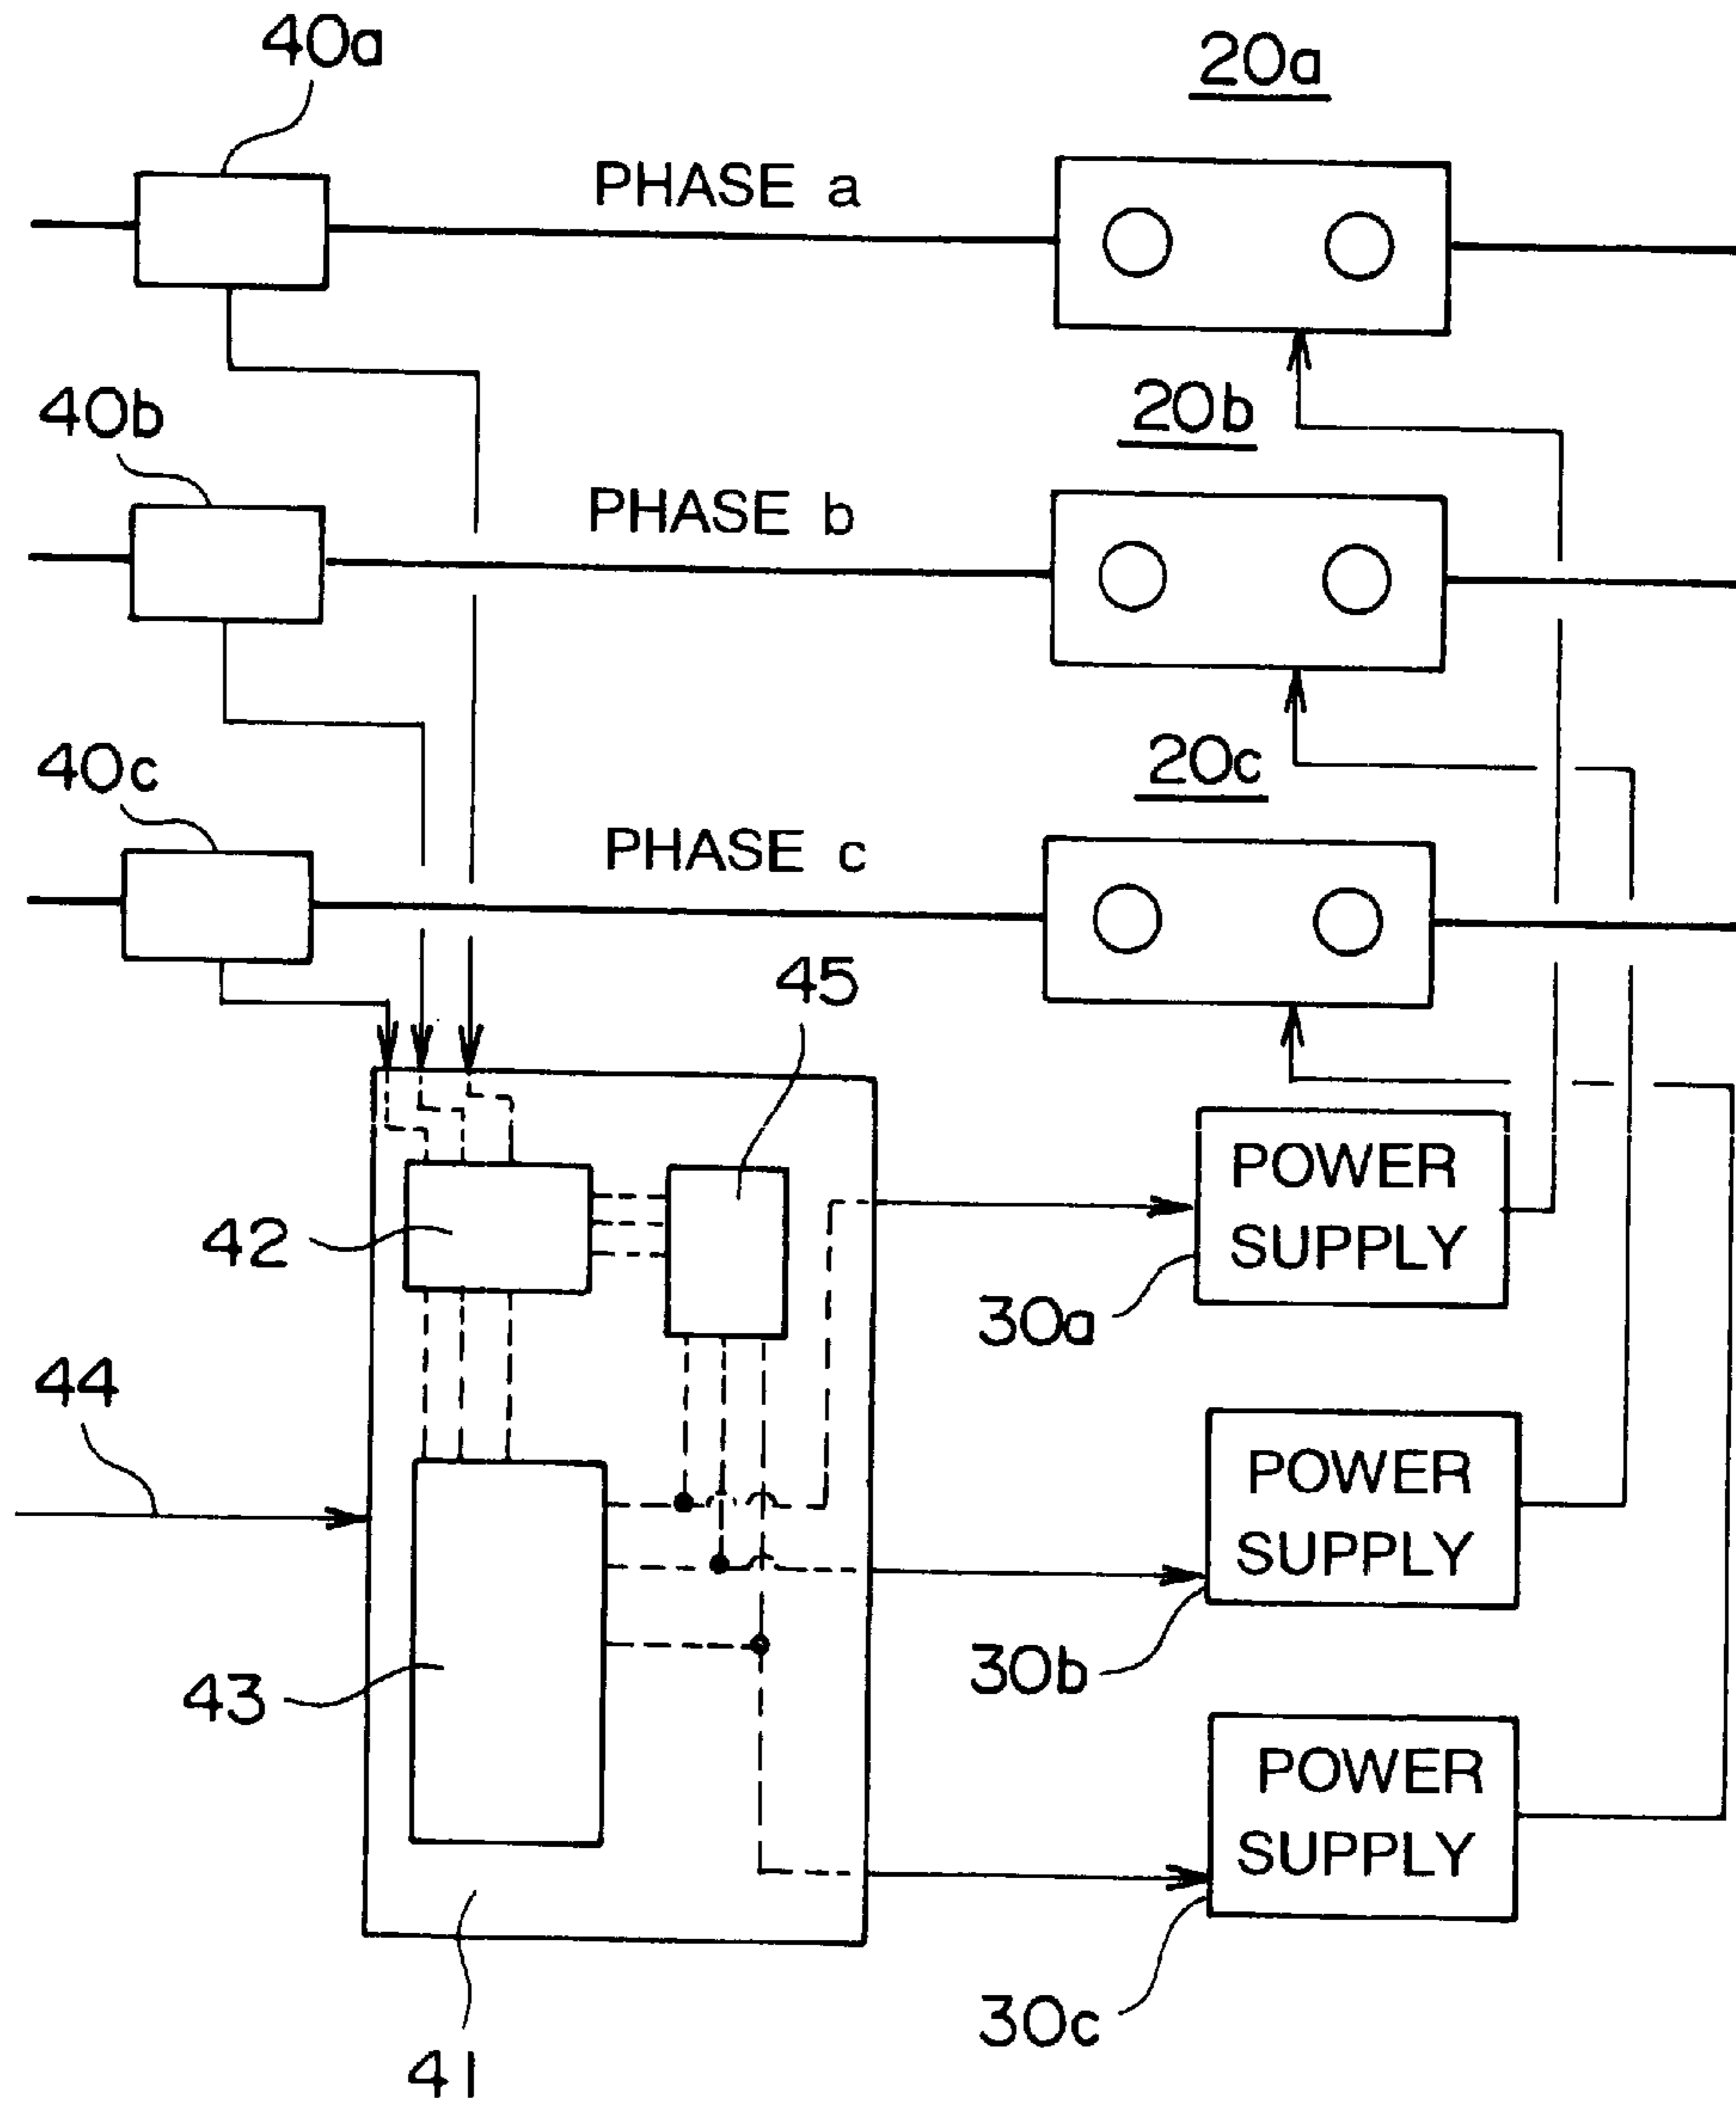 40a
20a
PHASE a
40b
20b
PHASE b
40c
20c
PHASE c
45
POWER
SUPPLY
42
30a
44
POWER
SUPPLY
30b
43
POWER
SUPPLY
30c
41